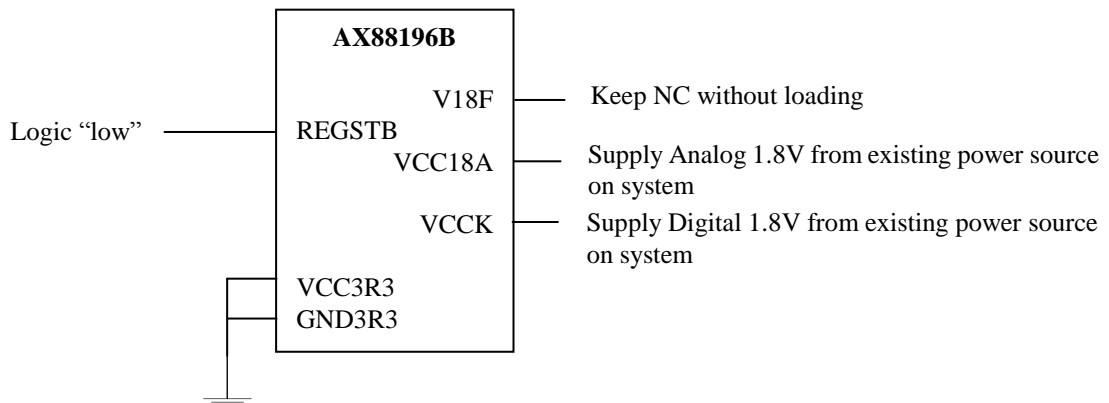 AX88196B
V18F
Keep NC without loading
Logic “low”
REGSTB
VCC18A
Supply Analog 1.8V from existing power source
on system
VCCK
Supply Digital 1.8V from existing power source
on system
VCC3R3
GND3R3